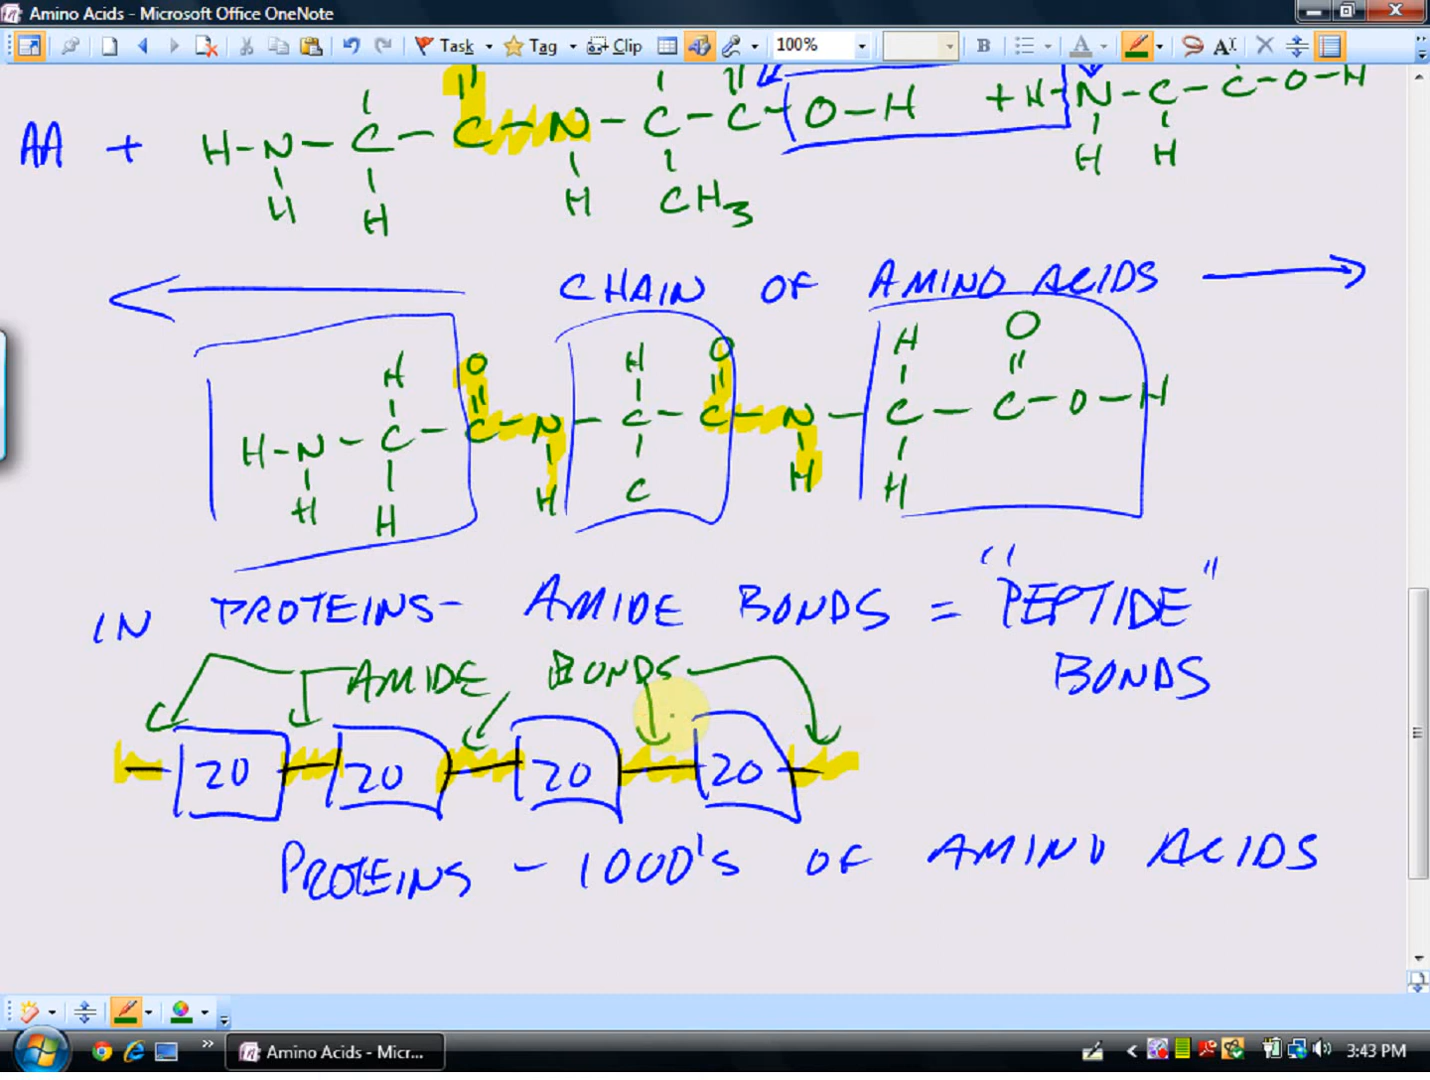 Amino Acids - Microsoft Office OneNote
Task Tag Clip 100% B A
AA + H-N-C-C-N-C-C-O-H +H-N-C-C-O-H
H H H CH3 H H
CHAIN OF AMINO ACIDS
H O H O H O
H-N-C-C-N-C-C-N-C-C-O-H
H H H C H H
IN PROTEINS- AMIDE BONDS = "PEPTIDE"
BONDS
AMIDE BONDS
20 20 20 20
PROTEINS - 1000's OF AMINO ACIDS
Amino Acids - Micr... 3:43 PM